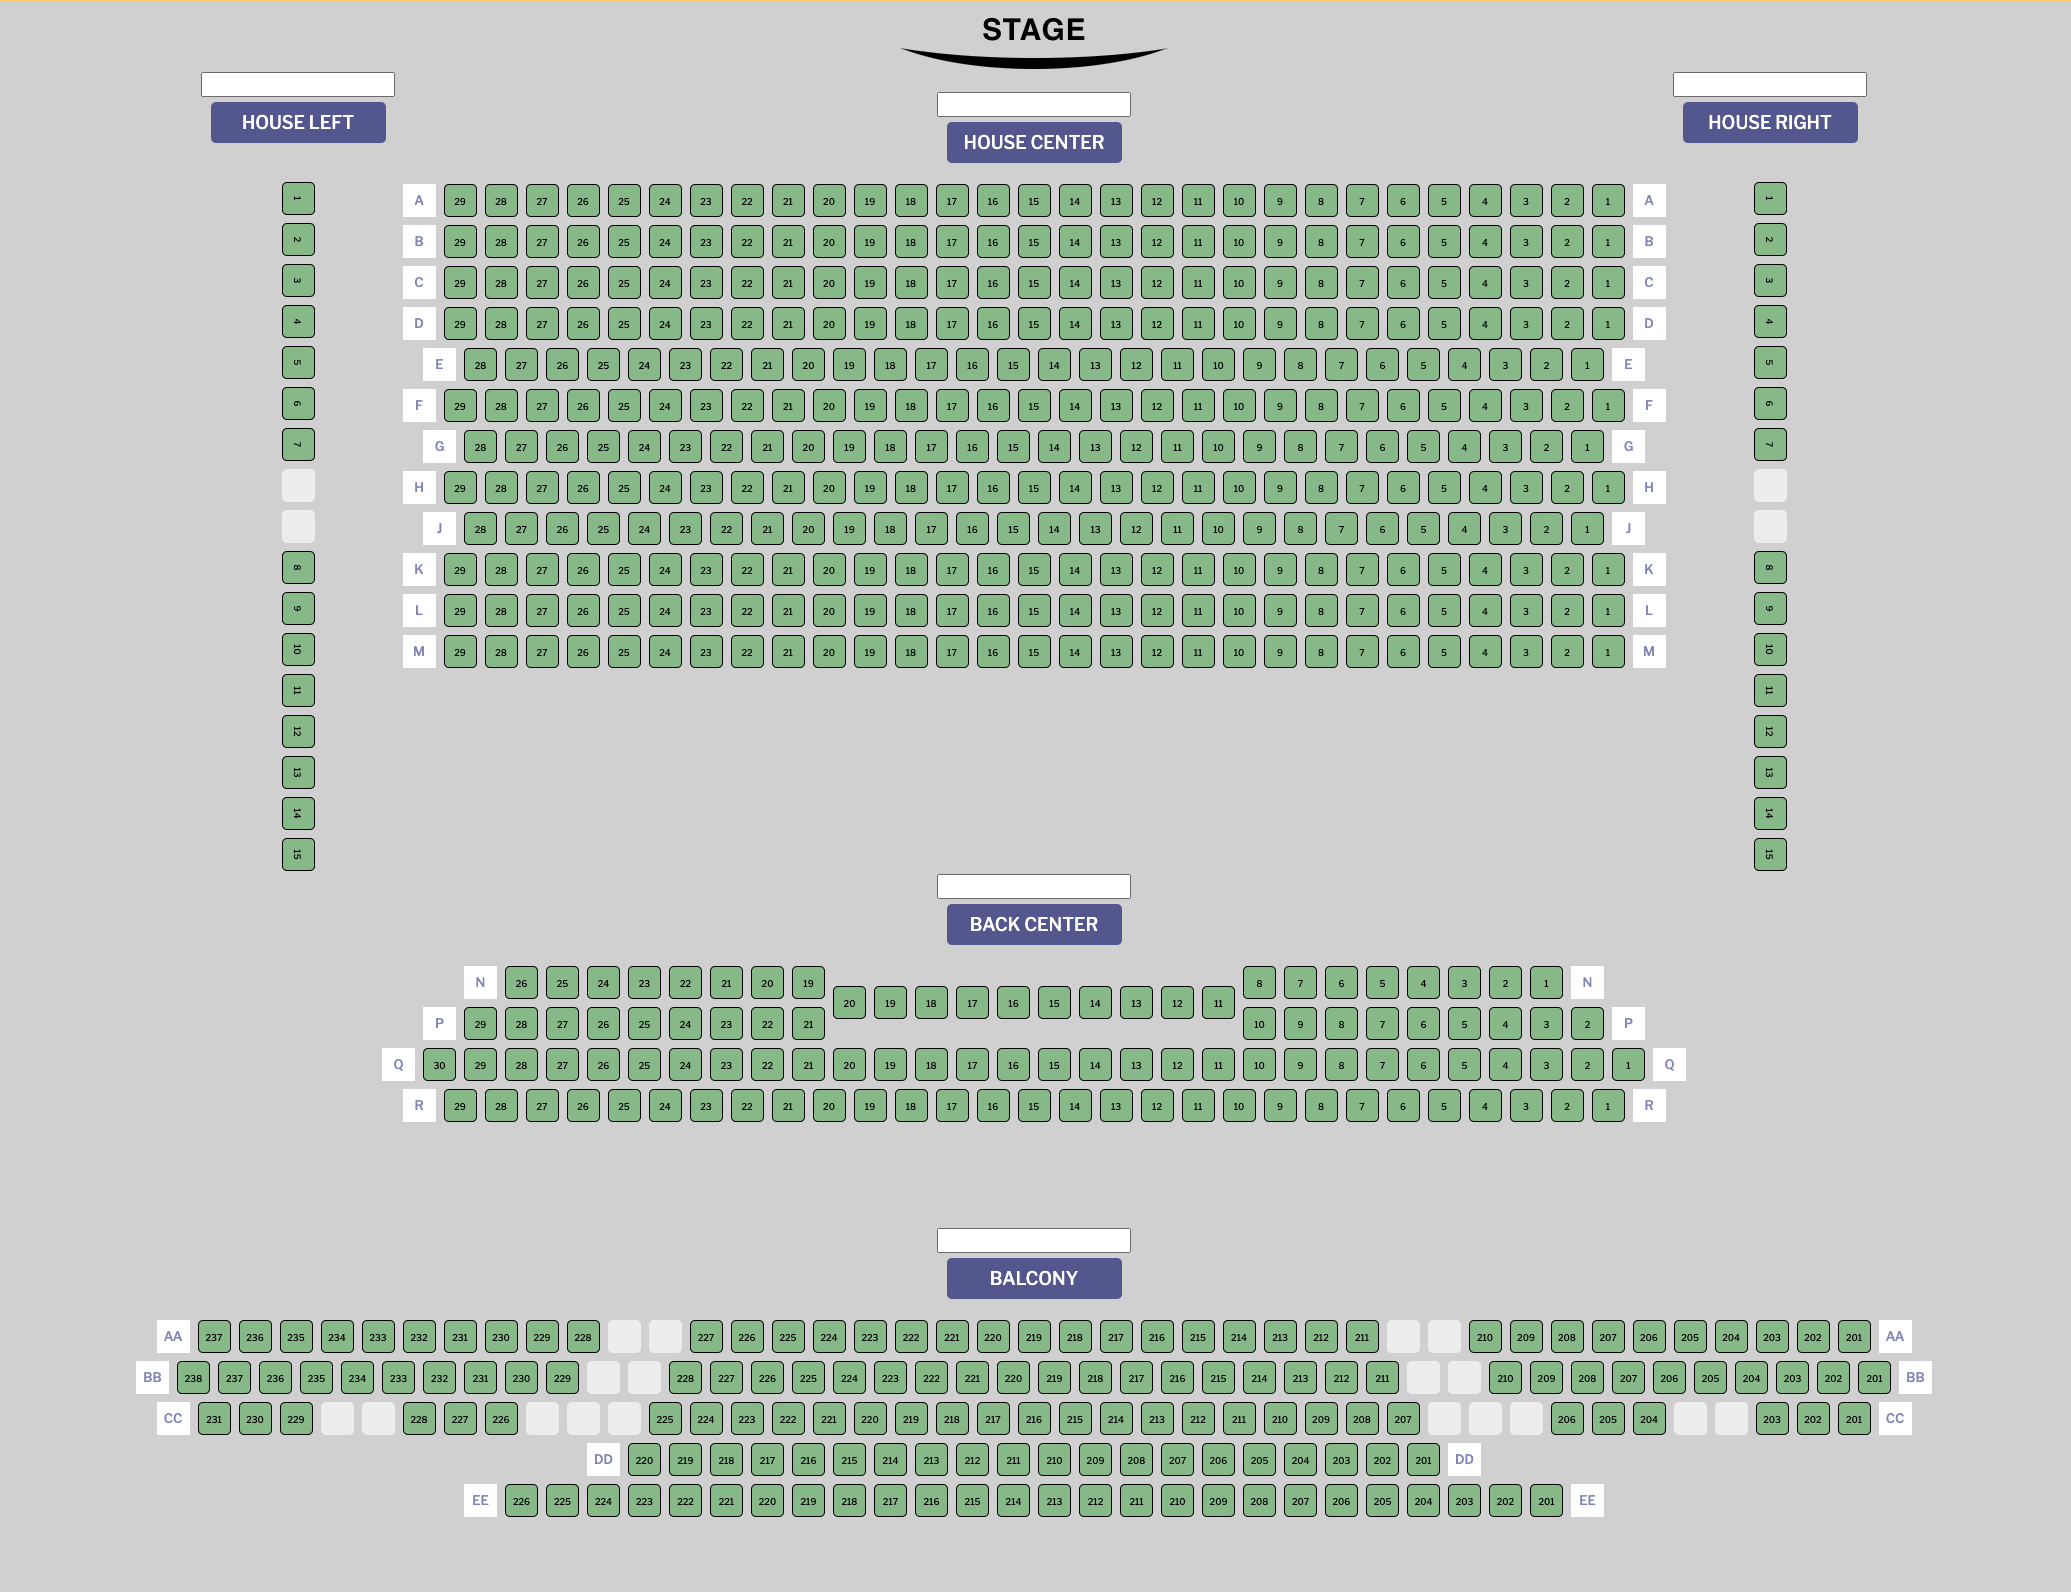 STAGE
HOUSE LEFT
HOUSE CENTER
HOUSE RIGHT
1
2
3
4
5
6
7
8
9
10
11
12
13
14
15
A 29 28 27 26 25 24 23 22 21 20 19 18 17 16 15 14 13 12 11 10 9 8 7 6 5 4 3 2 1 A
B 29 28 27 26 25 24 23 22 21 20 19 18 17 16 15 14 13 12 11 10 9 8 7 6 5 4 3 2 1 B
C 29 28 27 26 25 24 23 22 21 20 19 18 17 16 15 14 13 12 11 10 9 8 7 6 5 4 3 2 1 C
D 29 28 27 26 25 24 23 22 21 20 19 18 17 16 15 14 13 12 11 10 9 8 7 6 5 4 3 2 1 D
E 28 27 26 25 24 23 22 21 20 19 18 17 16 15 14 13 12 11 10 9 8 7 6 5 4 3 2 1 E
F 29 28 27 26 25 24 23 22 21 20 19 18 17 16 15 14 13 12 11 10 9 8 7 6 5 4 3 2 1 F
G 28 27 26 25 24 23 22 21 20 19 18 17 16 15 14 13 12 11 10 9 8 7 6 5 4 3 2 1 G
H 29 28 27 26 25 24 23 22 21 20 19 18 17 16 15 14 13 12 11 10 9 8 7 6 5 4 3 2 1 H
J 28 27 26 25 24 23 22 21 20 19 18 17 16 15 14 13 12 11 10 9 8 7 6 5 4 3 2 1 J
K 29 28 27 26 25 24 23 22 21 20 19 18 17 16 15 14 13 12 11 10 9 8 7 6 5 4 3 2 1 K
L 29 28 27 26 25 24 23 22 21 20 19 18 17 16 15 14 13 12 11 10 9 8 7 6 5 4 3 2 1 L
M 29 28 27 26 25 24 23 22 21 20 19 18 17 16 15 14 13 12 11 10 9 8 7 6 5 4 3 2 1 M
1
2
3
4
5
6
7
8
9
10
11
12
13
14
15
BACK CENTER
N 26 25 24 23 22 21 20 19 8 7 6 5 4 3 2 1 N
20 19 18 17 16 15 14 13 12 11
P 29 28 27 26 25 24 23 22 21 10 9 8 7 6 5 4 3 2 P
Q 30 29 28 27 26 25 24 23 22 21 20 19 18 17 16 15 14 13 12 11 10 9 8 7 6 5 4 3 2 1 Q
R 29 28 27 26 25 24 23 22 21 20 19 18 17 16 15 14 13 12 11 10 9 8 7 6 5 4 3 2 1 R
BALCONY
AA 237 236 235 234 233 232 231 230 229 228 227 226 225 224 223 222 221 220 219 218 217 216 215 214 213 212 211 210 209 208 207 206 205 204 203 202 201 AA
BB 238 237 236 235 234 233 232 231 230 229 228 227 226 225 224 223 222 221 220 219 218 217 216 215 214 213 212 211 210 209 208 207 206 205 204 203 202 201 BB
CC 231 230 229 228 227 226 225 224 223 222 221 220 219 218 217 216 215 214 213 212 211 210 209 208 207 206 205 204 203 202 201 CC
DD 220 219 218 217 216 215 214 213 212 211 210 209 208 207 206 205 204 203 202 201 DD
EE 226 225 224 223 222 221 220 219 218 217 216 215 214 213 212 211 210 209 208 207 206 205 204 203 202 201 EE